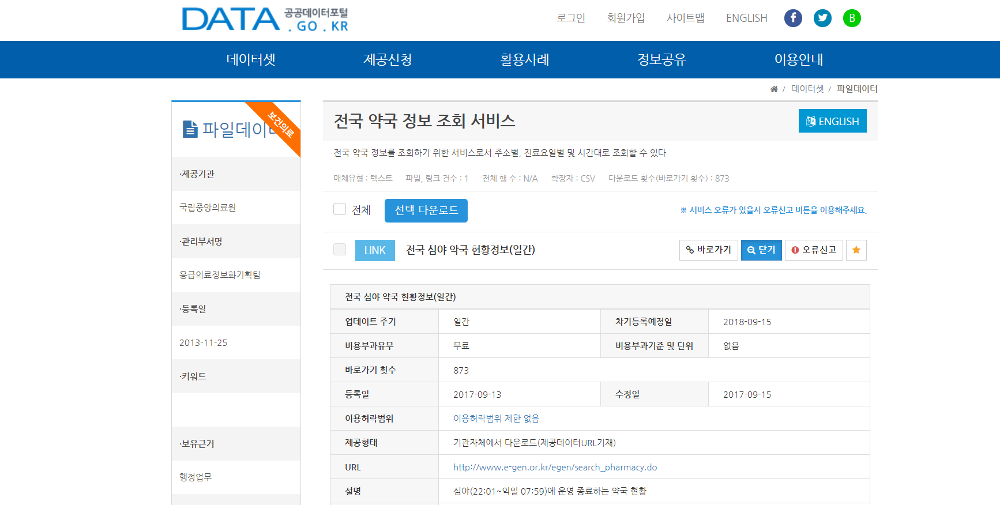 DATA 공공데이터포털
. GO . KR
로그인 회원가입 사이트맵 ENGLISH f B
데이터셋 제공신청 활용사례 정보공유 이용안내
/ 데이터셋 / 파일데이터
파일데이터
보건의료
·제공기관
국립중앙의료원
·관리부서명
응급의료정보화기획팀
·등록일
2013-11-25
·키워드
·보유근거
행정업무
전국 약국 정보 조회 서비스
ENGLISH
전국 약국 정보를 조회하기 위한 서비스로서 주소별, 진료요일별 및 시간대로 조회할 수 있다
매체유형 : 텍스트 파일, 링크 건수 : 1 전체 행 수 : N/A 확장자 : CSV 다운로드 횟수(바로가기 횟수) : 873
전체 선택 다운로드 ※ 서비스 오류가 있을시 오류신고 버튼을 이용해주세요.
LINK 전국 심야 약국 현황정보(일간) 바로가기 닫기 오류신고
전국 심야 약국 현황정보(일간)
업데이트 주기 일간 차기등록예정일 2018-09-15
비용부과유무 무료 비용부과기준 및 단위 없음
바로가기 횟수 873
등록일 2017-09-13 수정일 2017-09-15
이용허락범위 이용허락범위 제한 없음
제공형태 기관자체에서 다운로드(제공데이터URL기재)
URL http://www.e-gen.or.kr/egen/search_pharmacy.do
설명 심야(22:01~익일 07:59)에 운영 종료하는 약국 현황